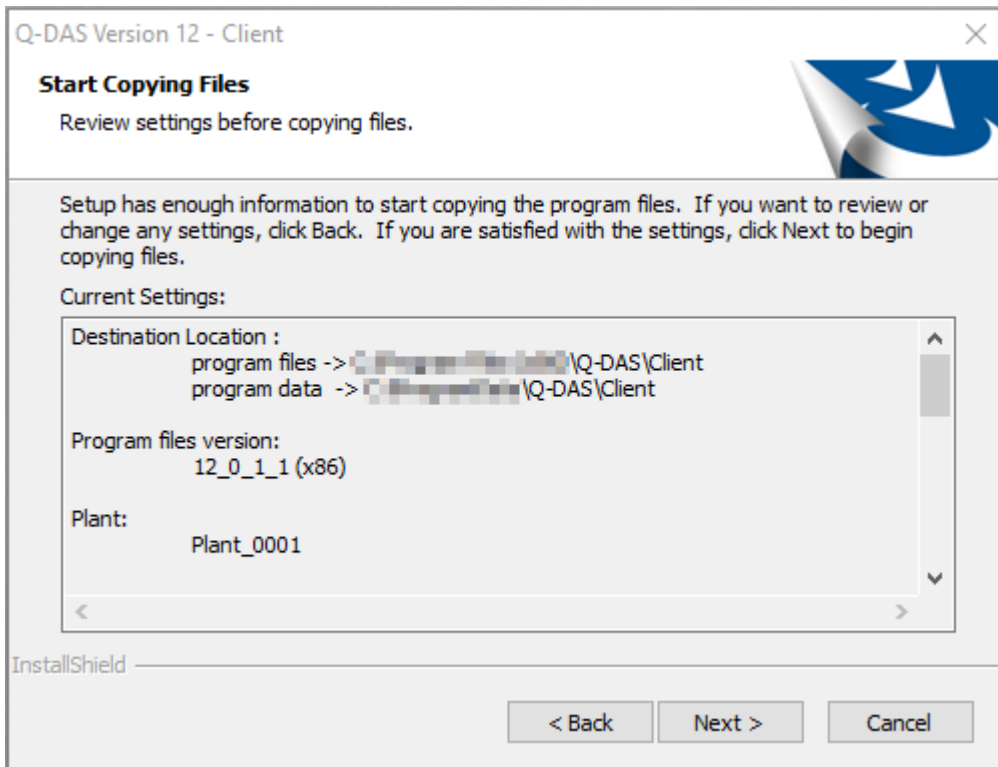 Q-DAS Version 12 - Client
Start Copying Files
Review settings before copying files.
Setup has enough information to start copying the program files. If you want to review or
change any settings, click Back. If you are satisfied with the settings, click Next to begin
copying files.
Current Settings:
Destination Location :
program files -> \Q-DAS\Client
program data -> \Q-DAS\Client
Program files version:
12_0_1_1 (x86)
Plant:
Plant_0001
InstallShield
< Back
Next >
Cancel